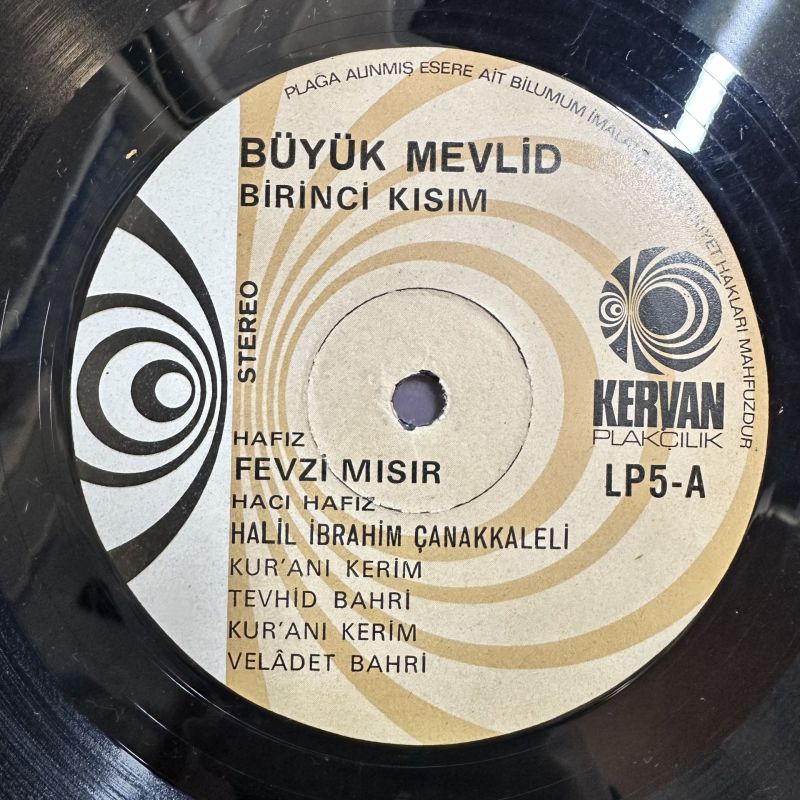 PLAĞA ALINMIŞ ESERE AİT BİLUMUM İMALAT HAKLARI MAHFUZDUR
BÜYÜK MEVLİD
BİRİNCİ KISIM
STEREO
KERVAN
PLAKÇILIK
LP5-A
HAFIZ
FEVZİ MISIR
HACI HAFIZ
HALİL İBRAHİM ÇANAKKALELİ
KUR'ANI KERİM
TEVHİD BAHRİ
KUR'ANI KERİM
VELÂDET BAHRİ